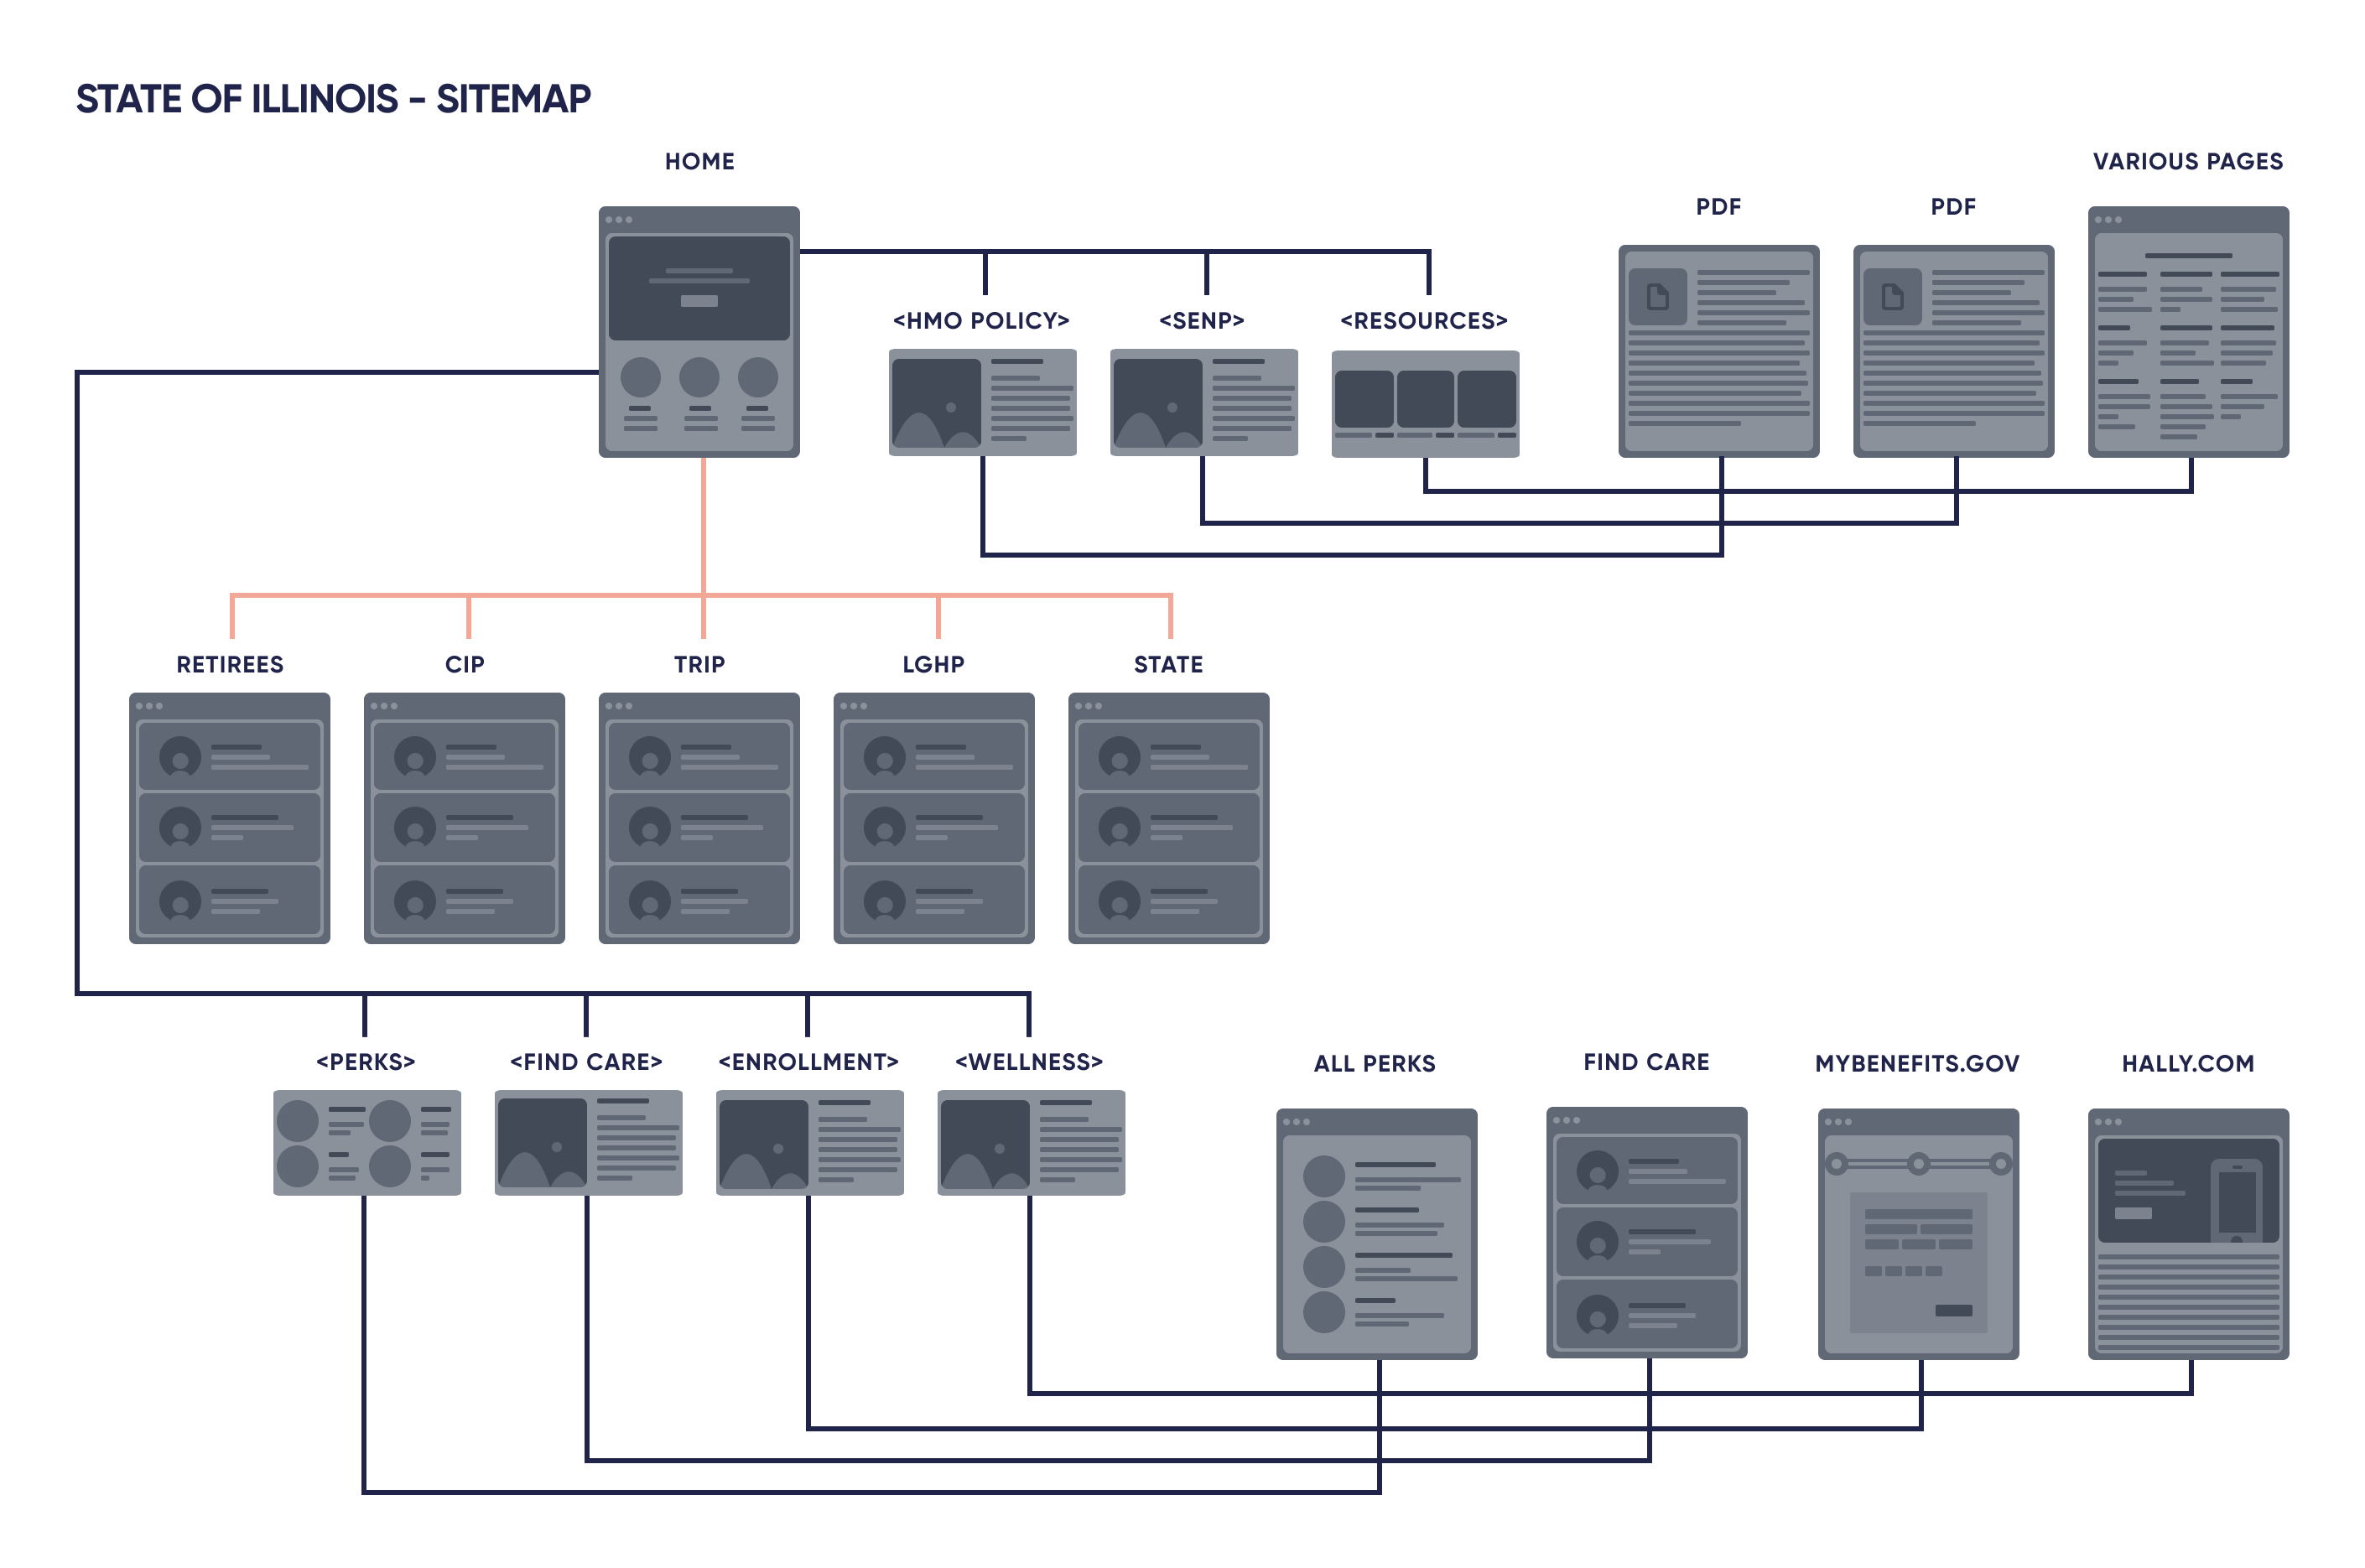 STATE OF ILLINOIS - SITEMAP
HOME
VARIOUS PAGES
PDF
PDF
<HMO POLICY>
<SENP>
<RESOURCES>
RETIREES
CIP
TRIP
LGHP
STATE
<PERKS>
<FIND CARE>
<ENROLLMENT>
<WELLNESS>
ALL PERKS
FIND CARE
MYBENEFITS.GOV
HALLY.COM